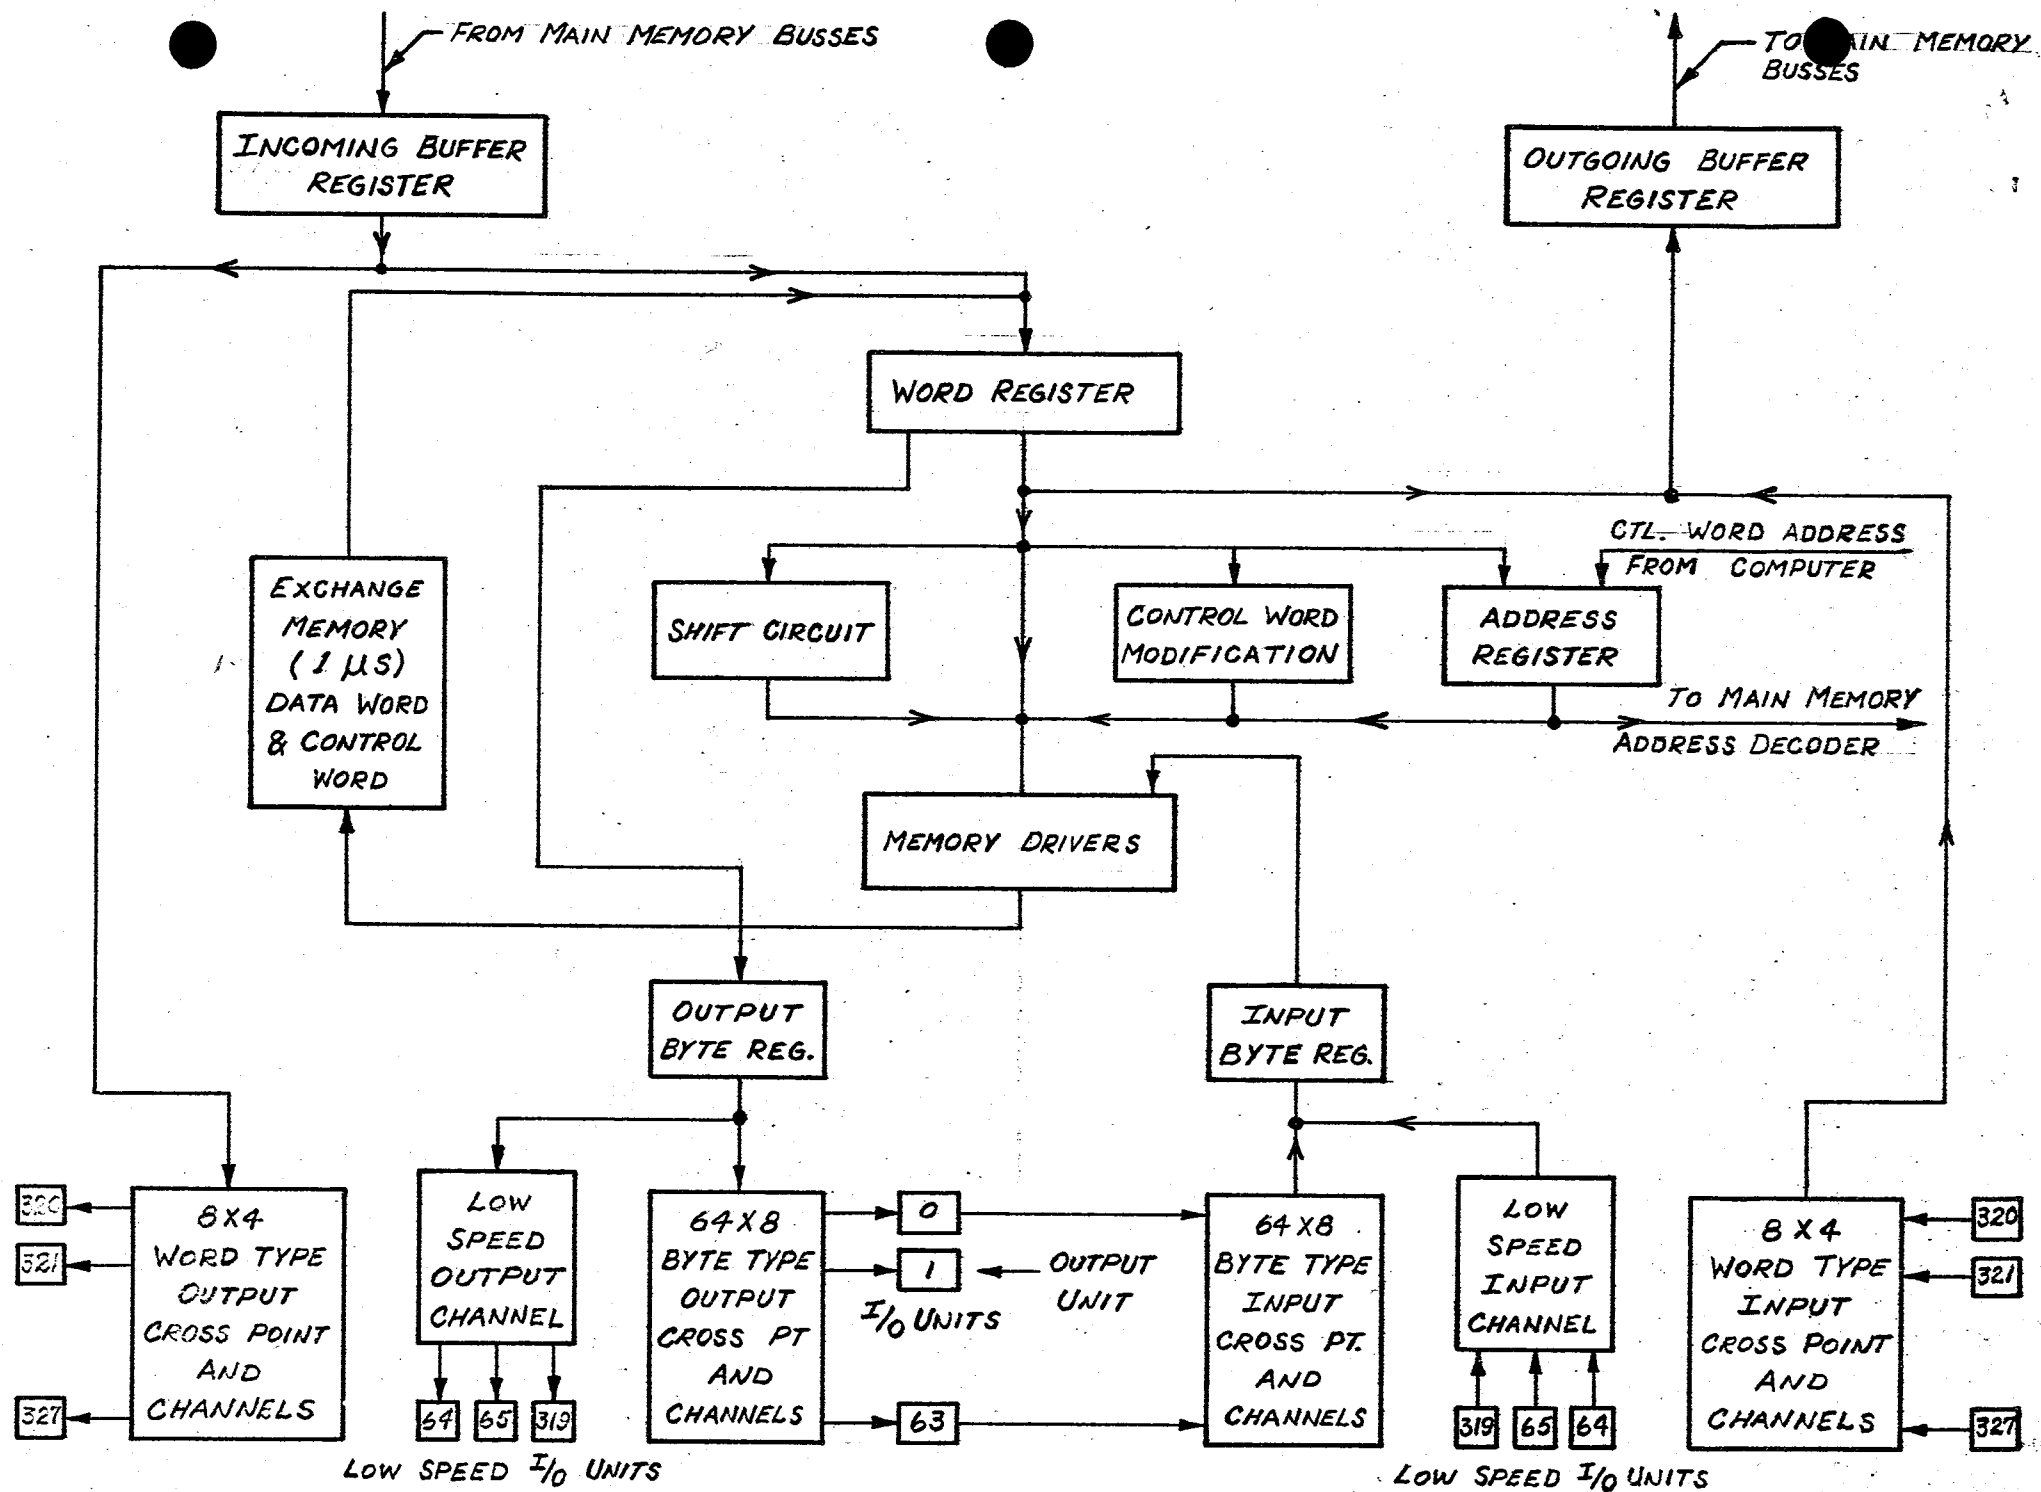 FROM MAIN MEMORY BUSSES
TO AIN MEMORY
BUSSES
INCOMING BUFFER
REGISTER
OUTGOING BUFFER
REGISTER
WORD REGISTER
CTL. WORD ADDRESS
FROM COMPUTER
EXCHANGE
MEMORY
(1 μS)
DATA WORD
& CONTROL
WORD
SHIFT CIRCUIT
CONTROL WORD
MODIFICATION
ADDRESS
REGISTER
TO MAIN MEMORY
ADDRESS DECODER
MEMORY DRIVERS
OUTPUT
BYTE REG.
INPUT
BYTE REG.
320
321
327
8X4
WORD TYPE
OUTPUT
CROSS POINT
AND
CHANNELS
LOW
SPEED
OUTPUT
CHANNEL
64
65
319
LOW SPEED I/O UNITS
64X8
BYTE TYPE
OUTPUT
CROSS PT
AND
CHANNELS
0
1
I/O UNITS
63
OUTPUT
UNIT
64X8
BYTE TYPE
INPUT
CROSS PT.
AND
CHANNELS
LOW
SPEED
INPUT
CHANNEL
319
65
64
LOW SPEED I/O UNITS
8X4
WORD TYPE
INPUT
CROSS POINT
AND
CHANNELS
320
321
327